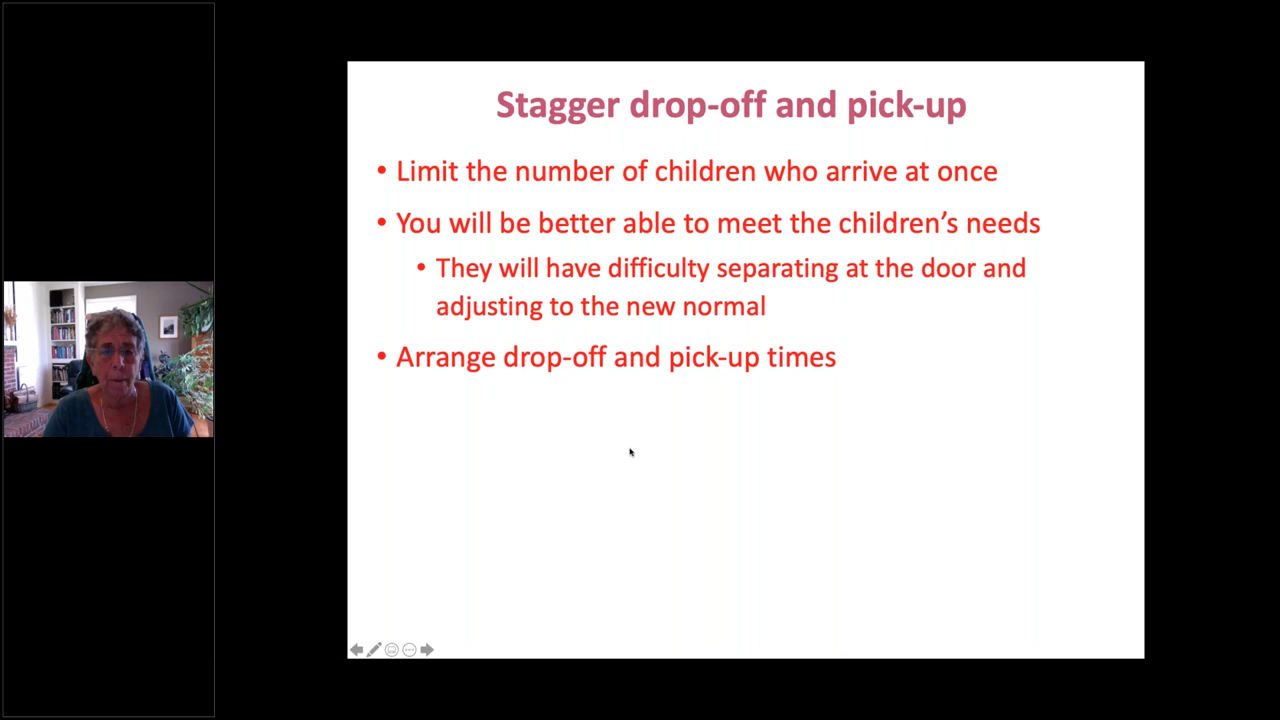 Stagger drop-off and pick-up
• Limit the number of children who arrive at once
• You will be better able to meet the children’s needs
• They will have difficulty separating at the door and
adjusting to the new normal
• Arrange drop-off and pick-up times